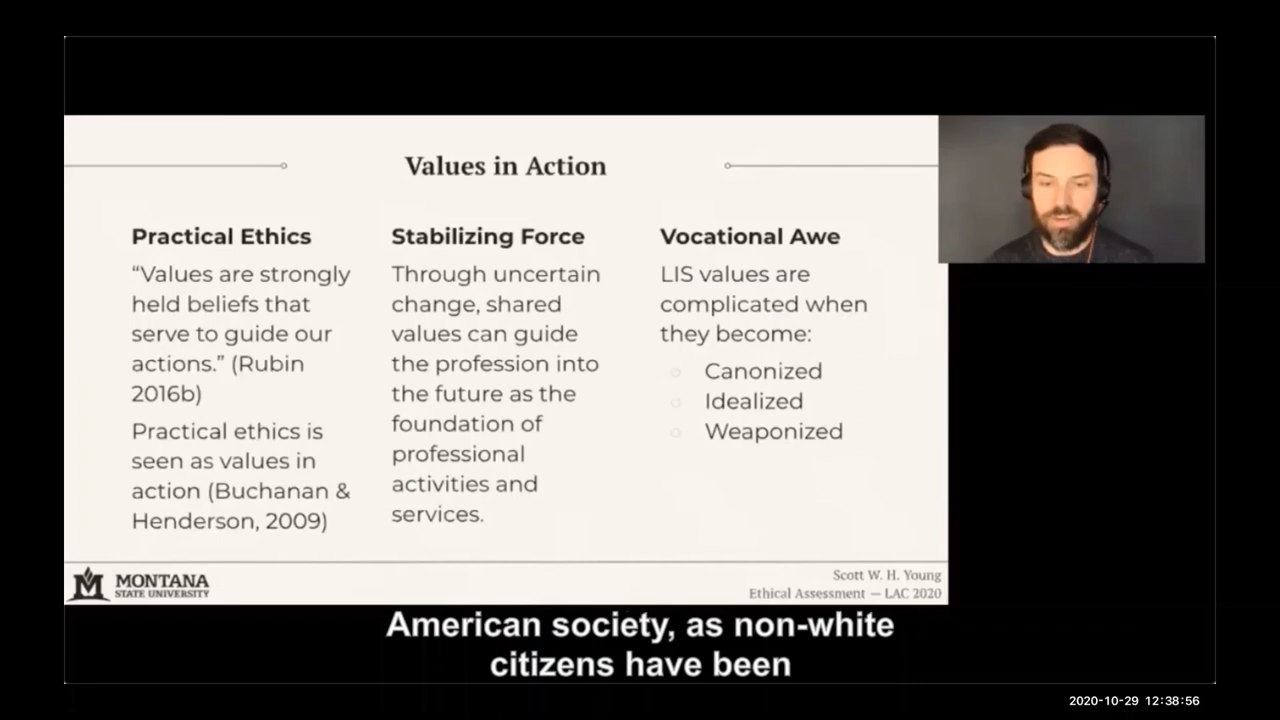 Values in Action
Practical Ethics
“Values are strongly
held beliefs that
serve to guide our
actions.” (Rubin
2016b)
Practical ethics is
seen as values in
action (Buchanan &
Henderson, 2009)
Stabilizing Force
Through uncertain
change, shared
values can guide
the profession into
the future as the
foundation of
professional
activities and
services.
Vocational Awe
LIS values are
complicated when
they become:
Canonized
Idealized
Weaponized
MONTANA
STATE UNIVERSITY
Scott W. H. Young
Ethical Assessment — LAC 2020
American society, as non-white
citizens have been
2020-10-29 12:38:56